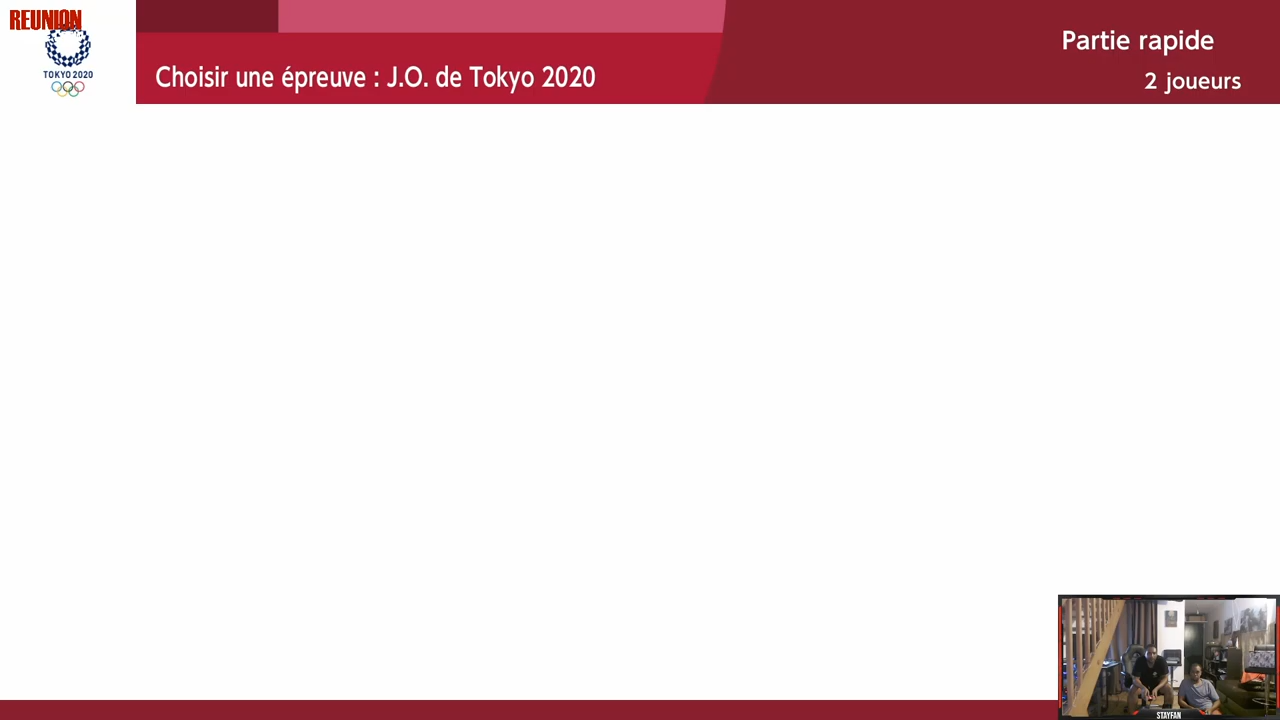 REUNION
TOKYO 2020
Choisir une épreuve : J.O. de Tokyo 2020
Partie rapide
2 joueurs
STAYFAN